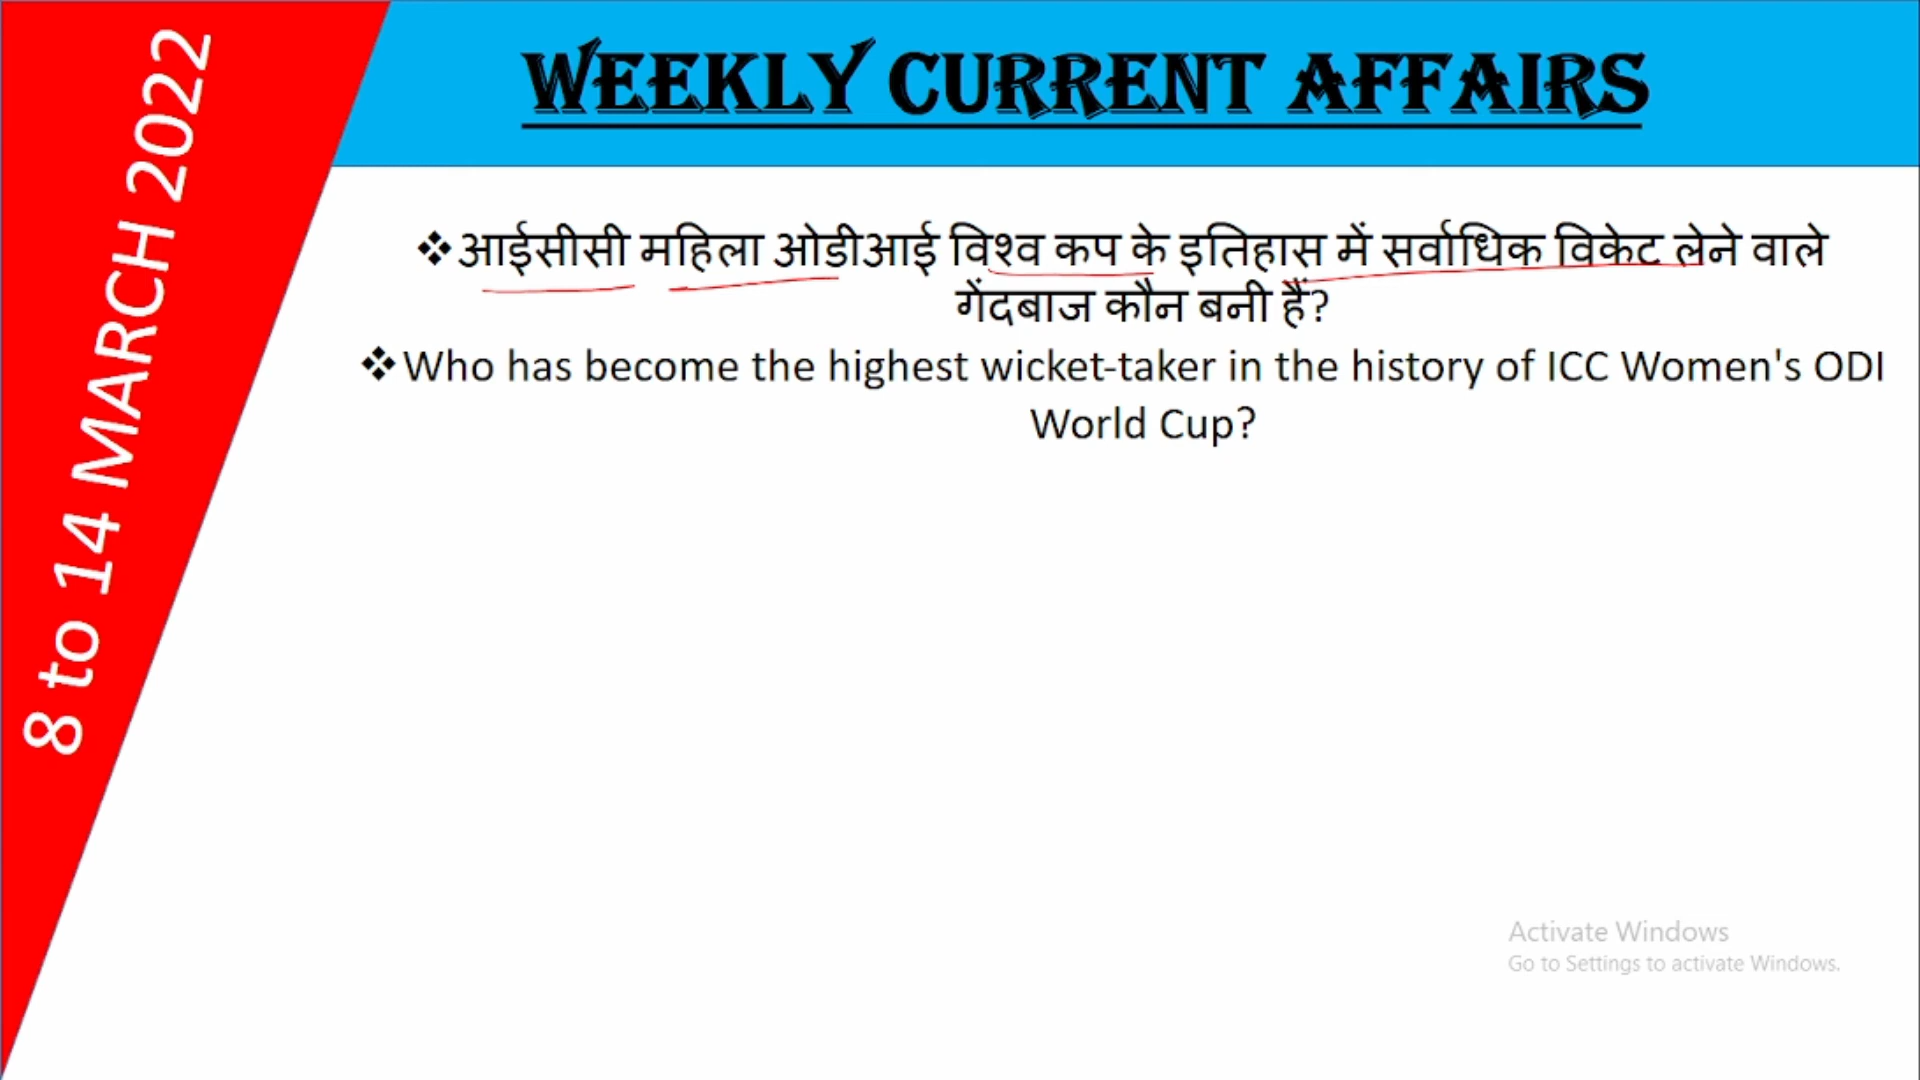 WEEKLY CURRENT AFFAIRS
8 to 14 MARCH 2022
❖आईसीसी महिला ओडीआई विश्व कप के इतिहास में सर्वाधिक विकेट लेने वाले
गेंदबाज कौन बनी हैं?
❖Who has become the highest wicket-taker in the history of ICC Women's ODI
World Cup?
Activate Windows
Go to Settings to activate Windows.